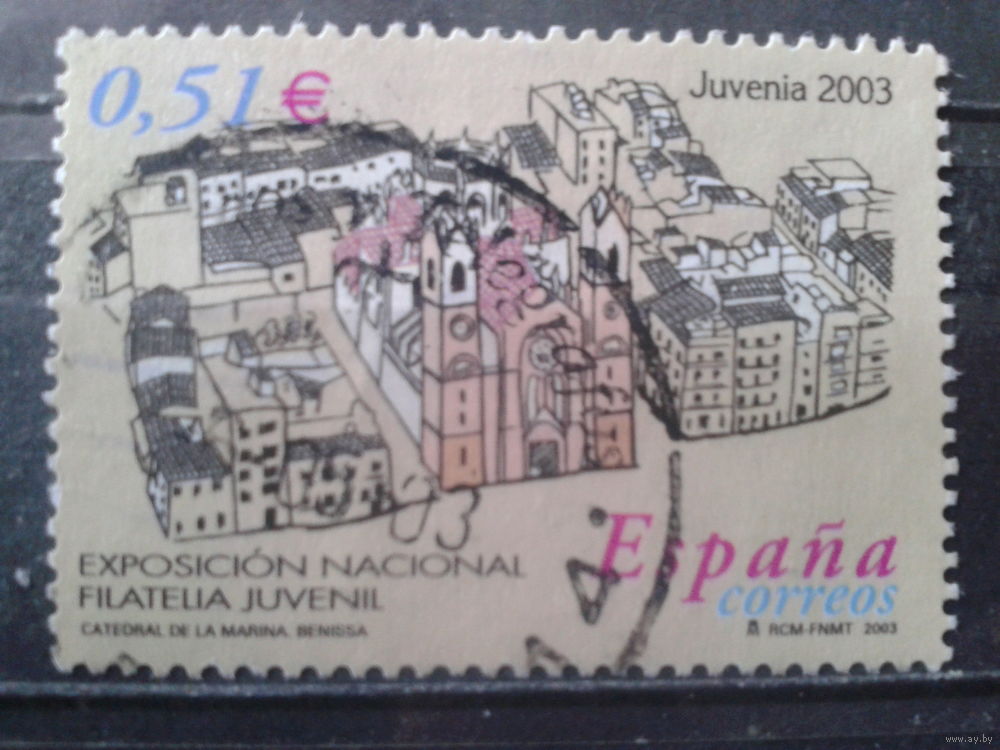 0,51 €
Juvenia 2003
España
correos
EXPOSICIÓN NACIONAL
FILATELIA JUVENIL
CATEDRAL DE LA MARINA. BENISSA
RCM-FNMT 2003
www.ay.by